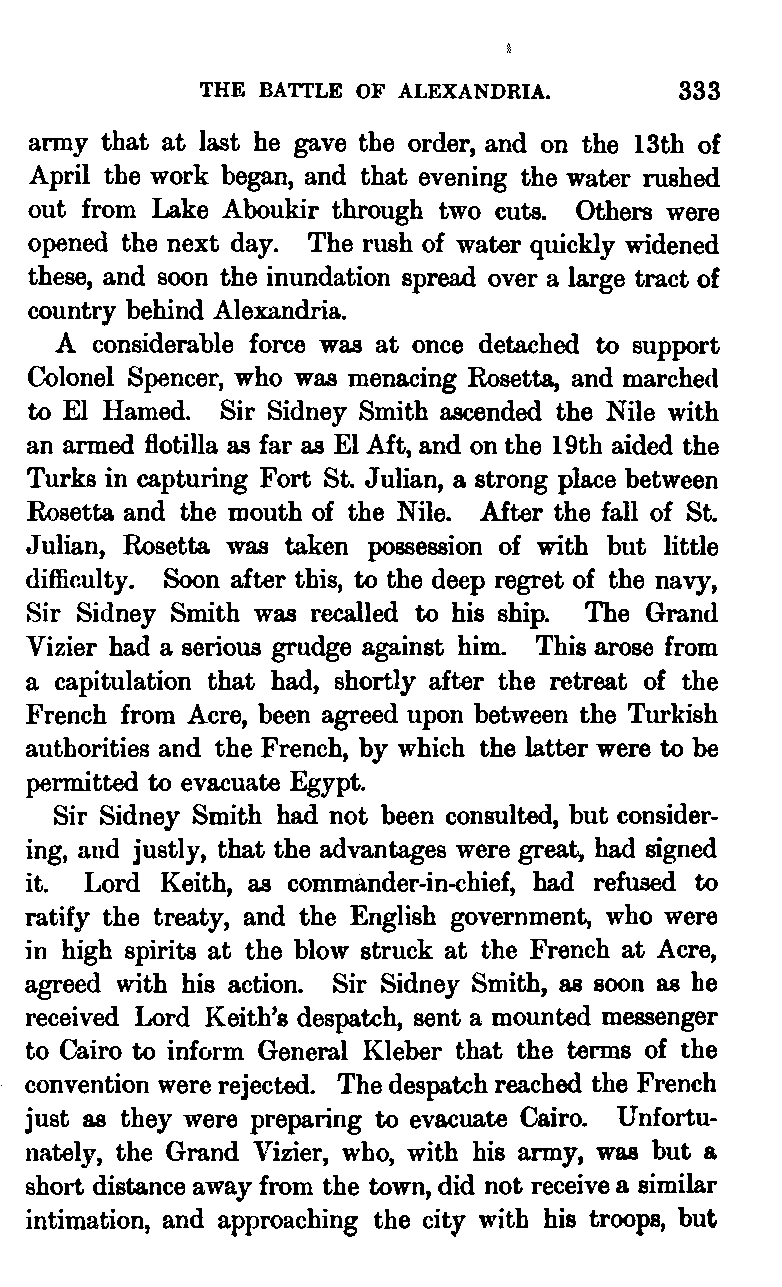 THE BATTLE OF ALEXANDRIA. 333
army that at last he gave the order, and on the 13th of
April the work began, and that evening the water rushed
out from Lake Aboukir through two cuts. Others were
opened the next day. The rush of water quickly widened
these, and soon the inundation spread over a large tract of
country behind Alexandria.
A considerable force was at once detached to support
Colonel Spencer, who was menacing Rosetta, and marched
to El Hamed. Sir Sidney Smith ascended the Nile with
an armed flotilla as far as El Aft, and on the 19th aided the
Turks in capturing Fort St. Julian, a strong place between
Rosetta and the mouth of the Nile. After the fall of St.
Julian, Rosetta was taken possession of with but little
difficulty. Soon after this, to the deep regret of the navy,
Sir Sidney Smith was recalled to his ship. The Grand
Vizier had a serious grudge against him. This arose from
a capitulation that had, shortly after the retreat of the
French from Acre, been agreed upon between the Turkish
authorities and the French, by which the latter were to be
permitted to evacuate Egypt.
Sir Sidney Smith had not been consulted, but consider-
ing, and justly, that the advantages were great, had signed
it. Lord Keith, as commander-in-chief, had refused to
ratify the treaty, and the English government, who were
in high spirits at the blow struck at the French at Acre,
agreed with his action. Sir Sidney Smith, as soon as he
received Lord Keith's despatch, sent a mounted messenger
to Cairo to inform General Kleber that the terms of the
convention were rejected. The despatch reached the French
just as they were preparing to evacuate Cairo. Unfortu-
nately, the Grand Vizier, who, with his army, was but a
short distance away from the town, did not receive a similar
intimation, and approaching the city with his troops, but